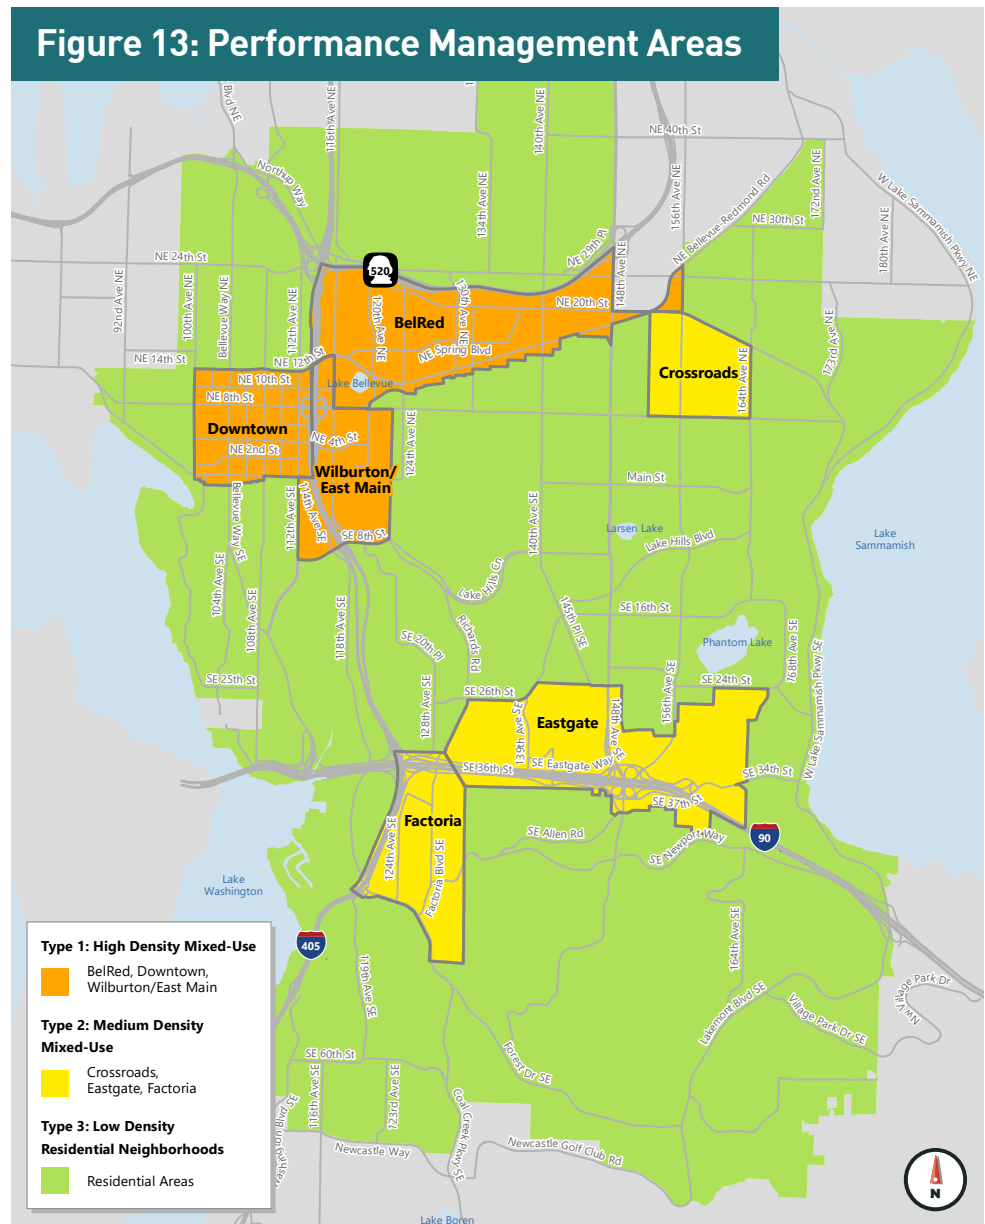 Figure 13: Performance Management Areas
Blvd NE
116th Ave NE
140th Ave NE
NE 40th St
Northup Way
134th Ave NE
156th Ave NE
NE Bellevue-Redmond Rd
172nd Ave NE
W Lake Sammamish Pkwy NE
NE 30th St
180th Ave NE
NE 24th St
NE 29th Pl
148th Ave NE
520
92nd Ave NE
100th Ave NE
Bellevue Way NE
112th Ave NE
120th Ave NE
130th Ave NE
NE 20th St
BelRed
NE Spring Blvd
173rd Ave NE
NE 14th St
NE 12th St
Crossroads
164th Ave NE
NE 10th St
Lake Bellevue
NE 8th St
Downtown
NE 4th St
124th Ave NE
NE 2nd St
Wilburton/
East Main
Main St
Bellevue Way SE
112th Ave SE
114th Ave SE
SE 8th St
140th Ave SE
Larsen Lake
Lake Hills Blvd
Lake
Sammamish
104th Ave SE
108th Ave SE
118th Ave SE
Lake Hills Cn
145th Pl SE
SE 16th St
Richards Rd
SE 20th Pl
Phantom Lake
168th Ave SE
W Lake Sammamish Pkwy SE
SE 25th St
128th Ave SE
SE 26th St
156th Ave SE
SE 24th St
139th Ave SE
Eastgate
148th Ave SE
SE 36th St
SE Eastgate Way
SE 34th St
SE 37th St
Factoria
124th Ave SE
Factoria Blvd SE
SE Allen Rd
SE Newport Way
90
Lake
Washington
405
119th Ave SE
164th Ave SE
Lakemont Blvd SE
Village Park Dr SE
Village Park Dr
NW Village
SE 60th St
116th Ave SE
123rd Ave SE
Forest Dr SE
Coal Creek Pkwy SE
Newcastle Way
Newcastle Golf Club Rd
Lake Boren
Type 1: High Density Mixed-Use
BelRed, Downtown,
Wilburton/East Main
Type 2: Medium Density
Mixed-Use
Crossroads,
Eastgate, Factoria
Type 3: Low Density
Residential Neighborhoods
Residential Areas
N